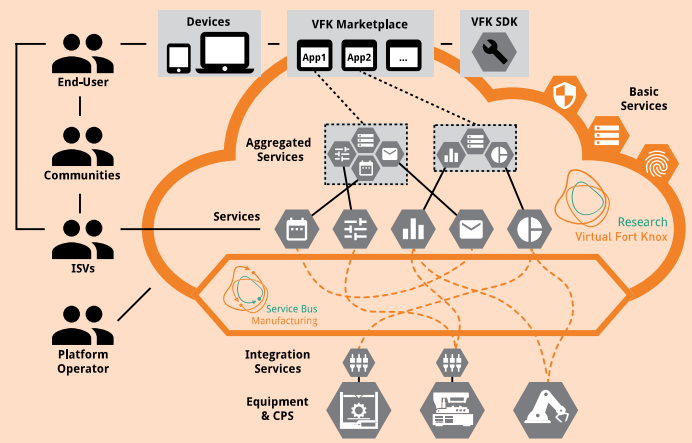 Devices
VFK Marketplace
VFK SDK
App1
App2
...
End-User
Basic
Services
Aggregated
Services
Communities
Services
Research
Virtual Fort Knox
ISVs
Service Bus
Manufacturing
Platform
Operator
Integration
Services
Equipment
& CPS